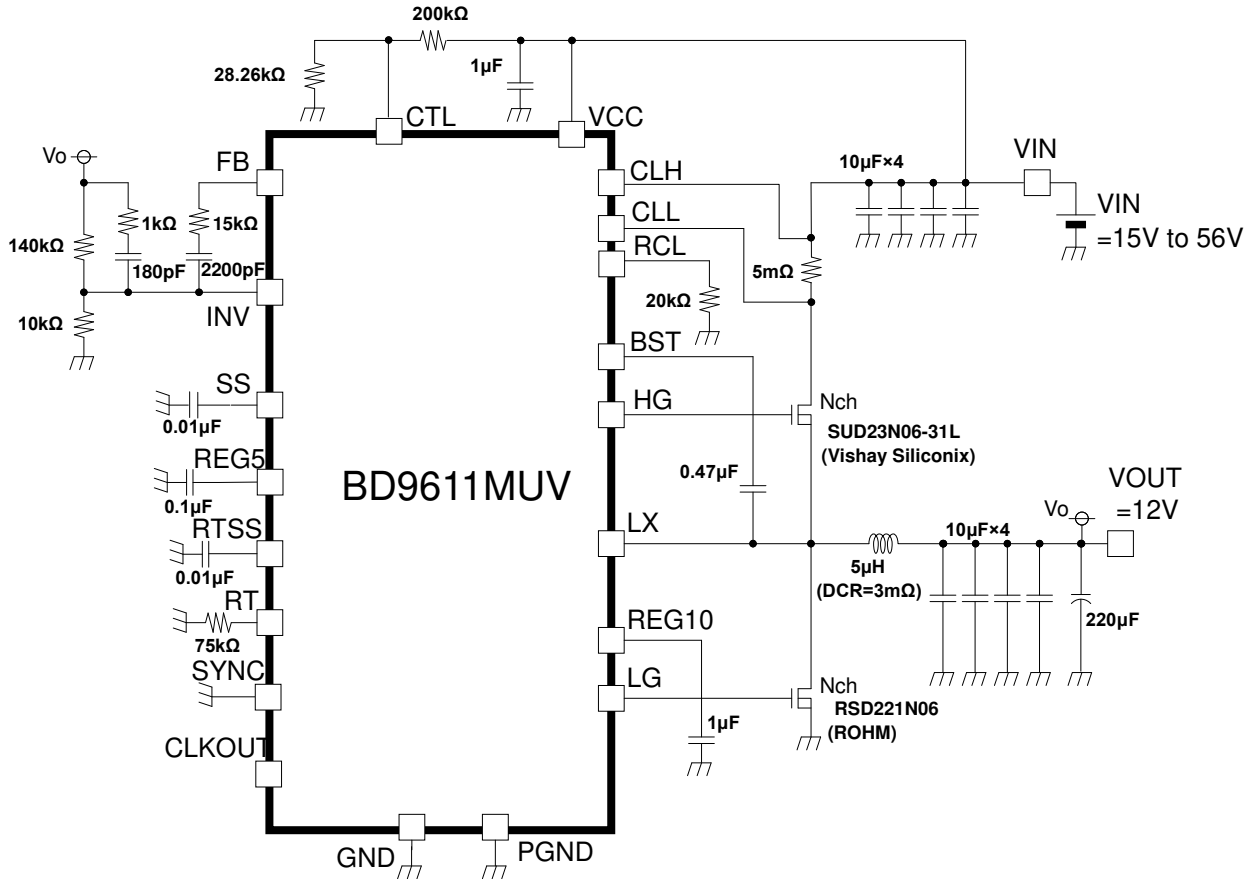 200kΩ
28.26kΩ
1µF
CTL
VCC
Vo
FB
CLH
10µF×4
VIN
1kΩ
15kΩ
CLL
VIN
=15V to 56V
140kΩ
RCL
180pF
2200pF
5mΩ
INV
20kΩ
10kΩ
BST
SS
HG
Nch
SUD23N06-31L
(Vishay Siliconix)
0.01µF
REG5
BD9611MUV
0.47µF
VOUT
=12V
0.1µF
RTSS
LX
Vo
10µF×4
0.01µF
5µH
(DCR=3mΩ)
RT
REG10
220µF
75kΩ
SYNC
LG
Nch
RSD221N06
(ROHM)
1µF
CLKOUT
GND
PGND